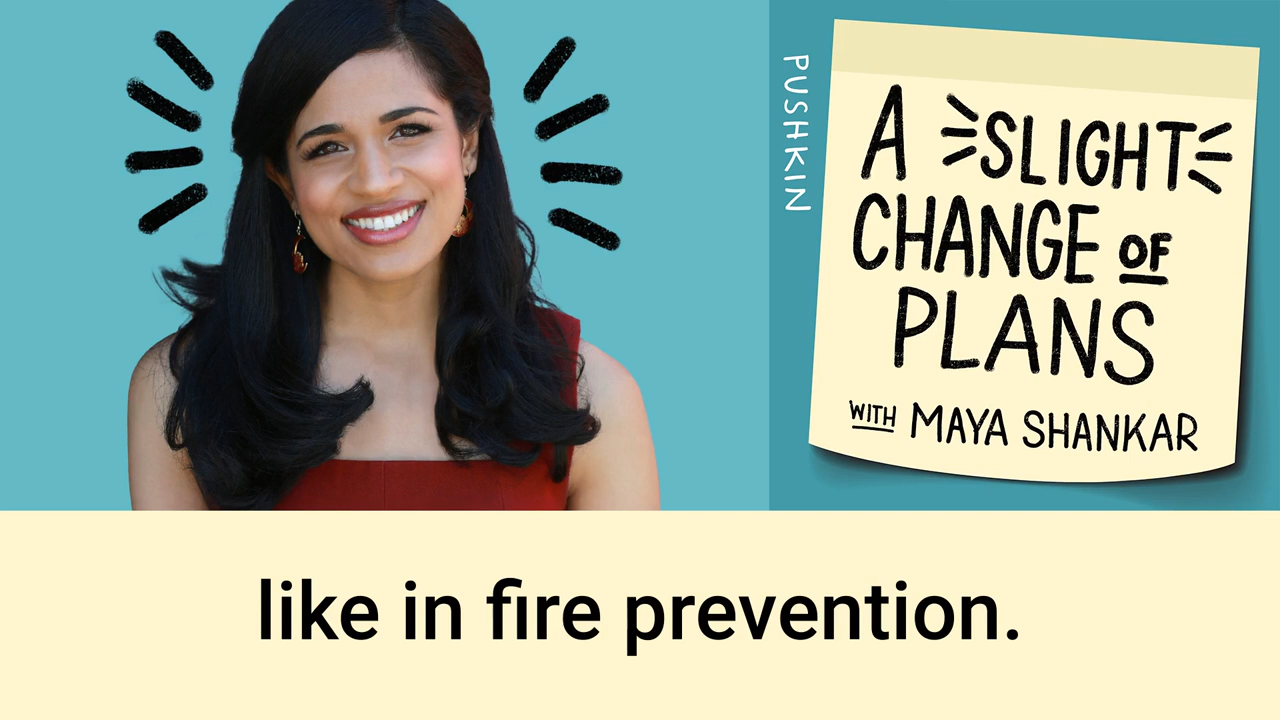 PUSHKIN
A SLIGHT
CHANGE OF
PLANS
WITH MAYA SHANKAR
like in fire prevention.